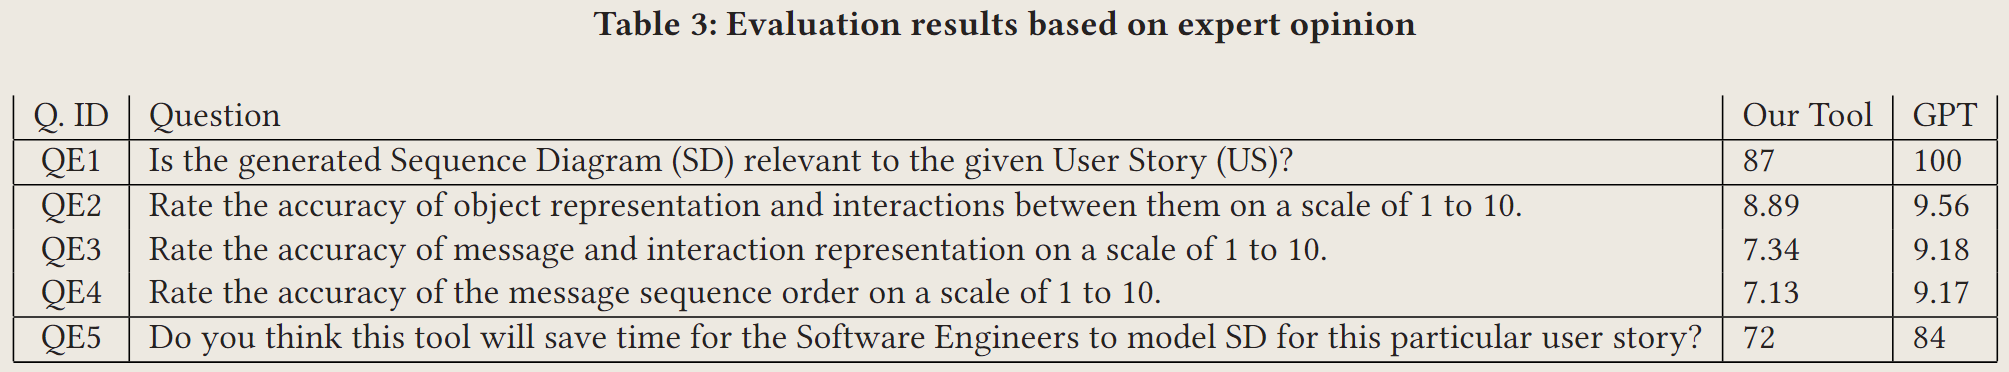 Table 3: Evaluation results based on expert opinion
Q. ID Question Our Tool GPT
QE1 Is the generated Sequence Diagram (SD) relevant to the given User Story (US)? 87 100
QE2 Rate the accuracy of object representation and interactions between them on a scale of 1 to 10. 8.89 9.56
QE3 Rate the accuracy of message and interaction representation on a scale of 1 to 10. 7.34 9.18
QE4 Rate the accuracy of the message sequence order on a scale of 1 to 10. 7.13 9.17
QE5 Do you think this tool will save time for the Software Engineers to model SD for this particular user story? 72 84